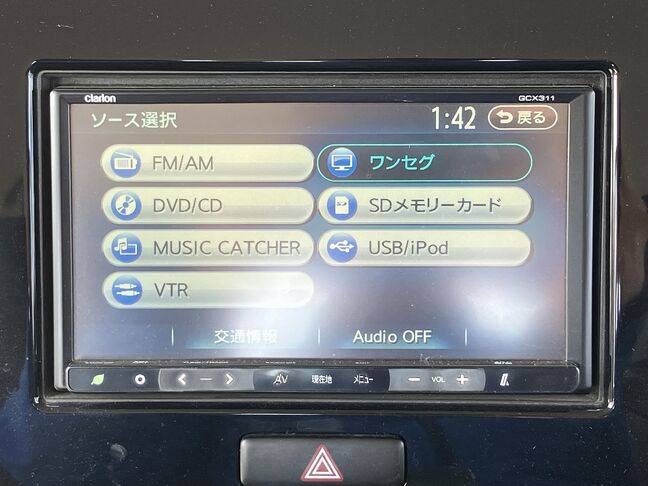 Clarion
GCX311
ソース選択
1:42
戻る
FM/AM
ワンセグ
DVD/CD
SDメモリーカード
MUSIC CATCHER
USB/iPod
VTR
交通情報
Audio OFF
AV
現在地
メニュー
VOL